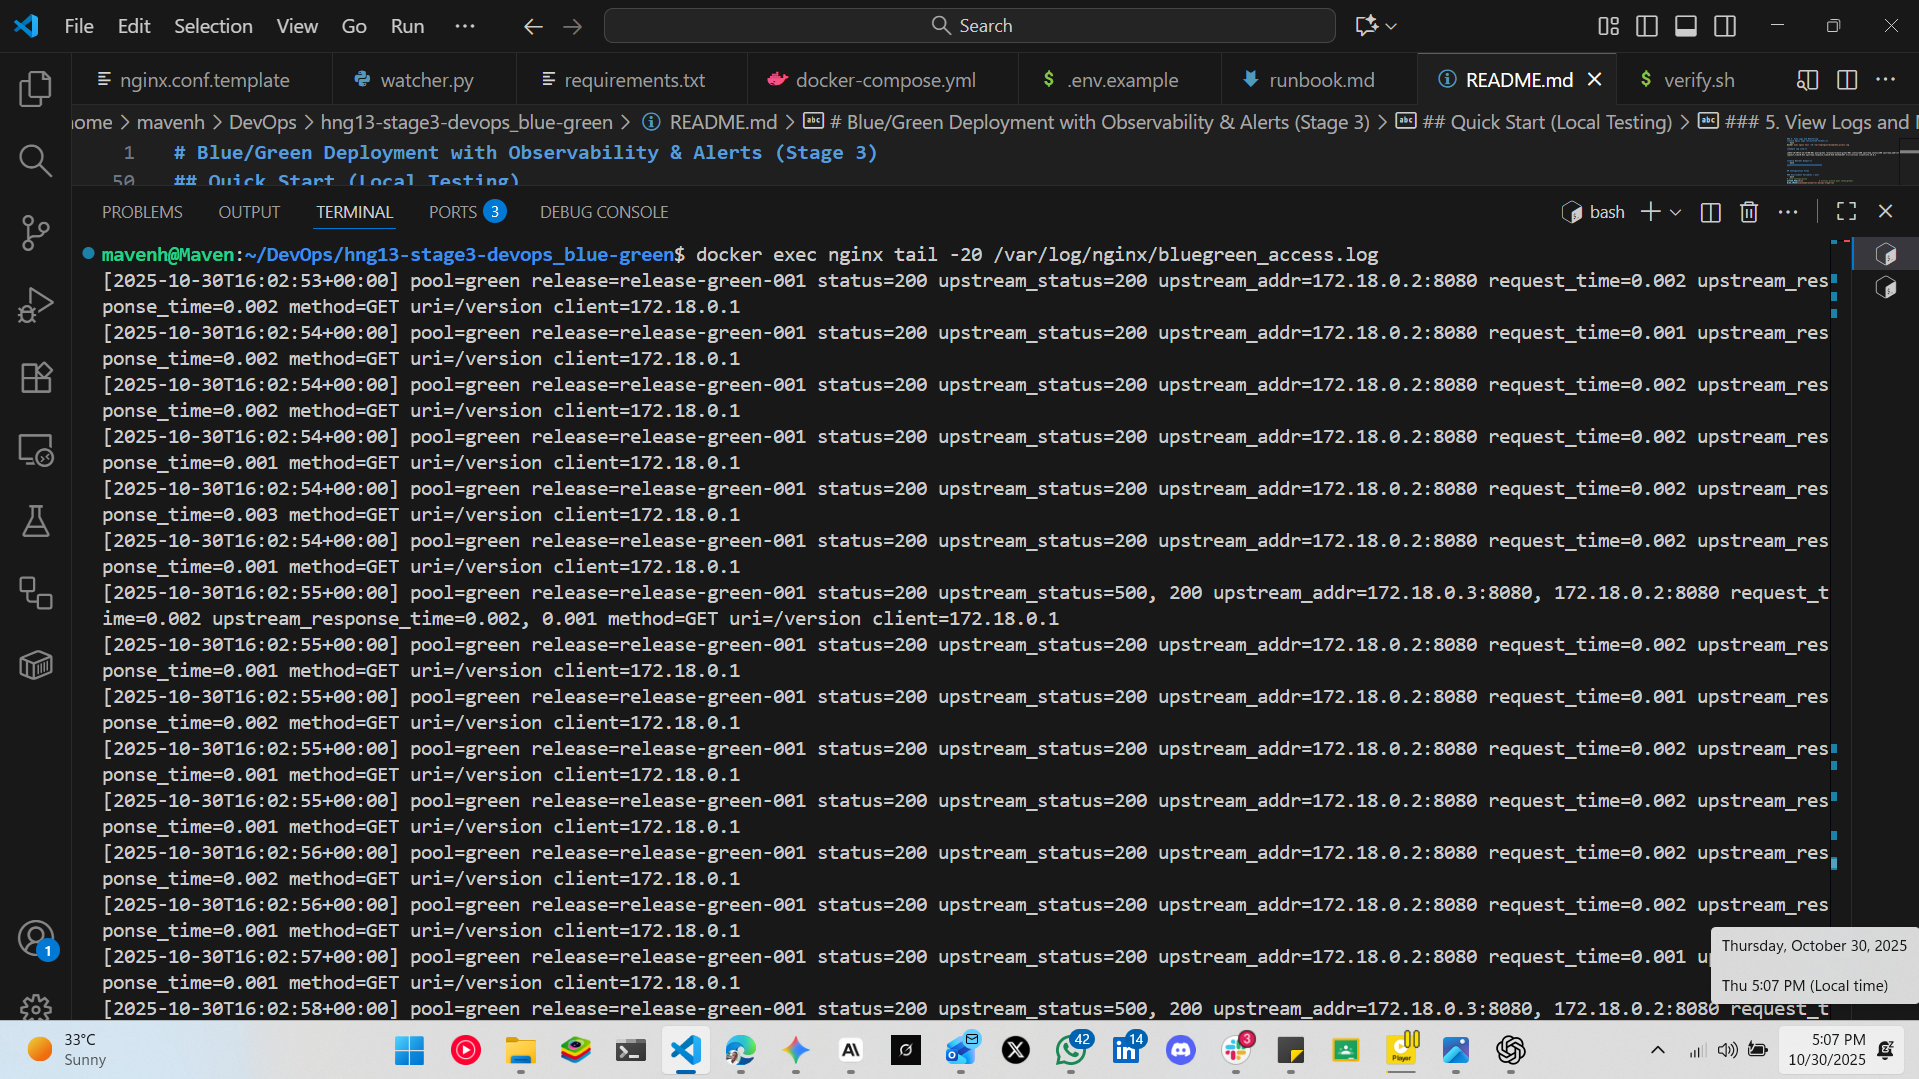 File Edit Selection View Go Run ··· Search
nginx.conf.template watcher.py requirements.txt docker-compose.yml $ .env.example runbook.md README.md $ verify.sh
home > mavenh > DevOps > hng13-stage3-devops_blue-green > README.md > # Blue/Green Deployment with Observability & Alerts (Stage 3) > ## Quick Start (Local Testing) > ### 5. View Logs and
1 # Blue/Green Deployment with Observability & Alerts (Stage 3)
50 ## Quick Start (Local Testing)
PROBLEMS OUTPUT TERMINAL PORTS 3 DEBUG CONSOLE bash
mavenh@Maven:~/DevOps/hng13-stage3-devops_blue-green$ docker exec nginx tail -20 /var/log/nginx/bluegreen_access.log
[2025-10-30T16:02:53+00:00] pool=green release=release-green-001 status=200 upstream_status=200 upstream_addr=172.18.0.2:8080 request_time=0.002 upstream_res
ponse_time=0.002 method=GET uri=/version client=172.18.0.1
[2025-10-30T16:02:54+00:00] pool=green release=release-green-001 status=200 upstream_status=200 upstream_addr=172.18.0.2:8080 request_time=0.001 upstream_res
ponse_time=0.002 method=GET uri=/version client=172.18.0.1
[2025-10-30T16:02:54+00:00] pool=green release=release-green-001 status=200 upstream_status=200 upstream_addr=172.18.0.2:8080 request_time=0.002 upstream_res
ponse_time=0.002 method=GET uri=/version client=172.18.0.1
[2025-10-30T16:02:54+00:00] pool=green release=release-green-001 status=200 upstream_status=200 upstream_addr=172.18.0.2:8080 request_time=0.002 upstream_res
ponse_time=0.001 method=GET uri=/version client=172.18.0.1
[2025-10-30T16:02:54+00:00] pool=green release=release-green-001 status=200 upstream_status=200 upstream_addr=172.18.0.2:8080 request_time=0.002 upstream_res
ponse_time=0.003 method=GET uri=/version client=172.18.0.1
[2025-10-30T16:02:54+00:00] pool=green release=release-green-001 status=200 upstream_status=200 upstream_addr=172.18.0.2:8080 request_time=0.002 upstream_res
ponse_time=0.001 method=GET uri=/version client=172.18.0.1
[2025-10-30T16:02:55+00:00] pool=green release=release-green-001 status=200 upstream_status=500, 200 upstream_addr=172.18.0.3:8080, 172.18.0.2:8080 request_t
ime=0.002 upstream_response_time=0.002, 0.001 method=GET uri=/version client=172.18.0.1
[2025-10-30T16:02:55+00:00] pool=green release=release-green-001 status=200 upstream_status=200 upstream_addr=172.18.0.2:8080 request_time=0.002 upstream_res
ponse_time=0.001 method=GET uri=/version client=172.18.0.1
[2025-10-30T16:02:55+00:00] pool=green release=release-green-001 status=200 upstream_status=200 upstream_addr=172.18.0.2:8080 request_time=0.001 upstream_res
ponse_time=0.002 method=GET uri=/version client=172.18.0.1
[2025-10-30T16:02:55+00:00] pool=green release=release-green-001 status=200 upstream_status=200 upstream_addr=172.18.0.2:8080 request_time=0.002 upstream_res
ponse_time=0.001 method=GET uri=/version client=172.18.0.1
[2025-10-30T16:02:55+00:00] pool=green release=release-green-001 status=200 upstream_status=200 upstream_addr=172.18.0.2:8080 request_time=0.002 upstream_res
ponse_time=0.001 method=GET uri=/version client=172.18.0.1
[2025-10-30T16:02:56+00:00] pool=green release=release-green-001 status=200 upstream_status=200 upstream_addr=172.18.0.2:8080 request_time=0.002 upstream_res
ponse_time=0.002 method=GET uri=/version client=172.18.0.1
[2025-10-30T16:02:56+00:00] pool=green release=release-green-001 status=200 upstream_status=200 upstream_addr=172.18.0.2:8080 request_time=0.002 upstream_res
ponse_time=0.001 method=GET uri=/version client=172.18.0.1
[2025-10-30T16:02:57+00:00] pool=green release=release-green-001 status=200 upstream_status=200 upstream_addr=172.18.0.2:8080 request_time=0.001
ponse_time=0.001 method=GET uri=/version client=172.18.0.1
[2025-10-30T16:02:58+00:00] pool=green release=release-green-001 status=200 upstream_status=500, 200 upstream_addr=172.18.0.3:8080, 172.18.0.2:8080 request_t
1
Thursday, October 30, 2025
Thu 5:07 PM (Local time)
33°C
Sunny
42 14 3
Player
5:07 PM
10/30/2025